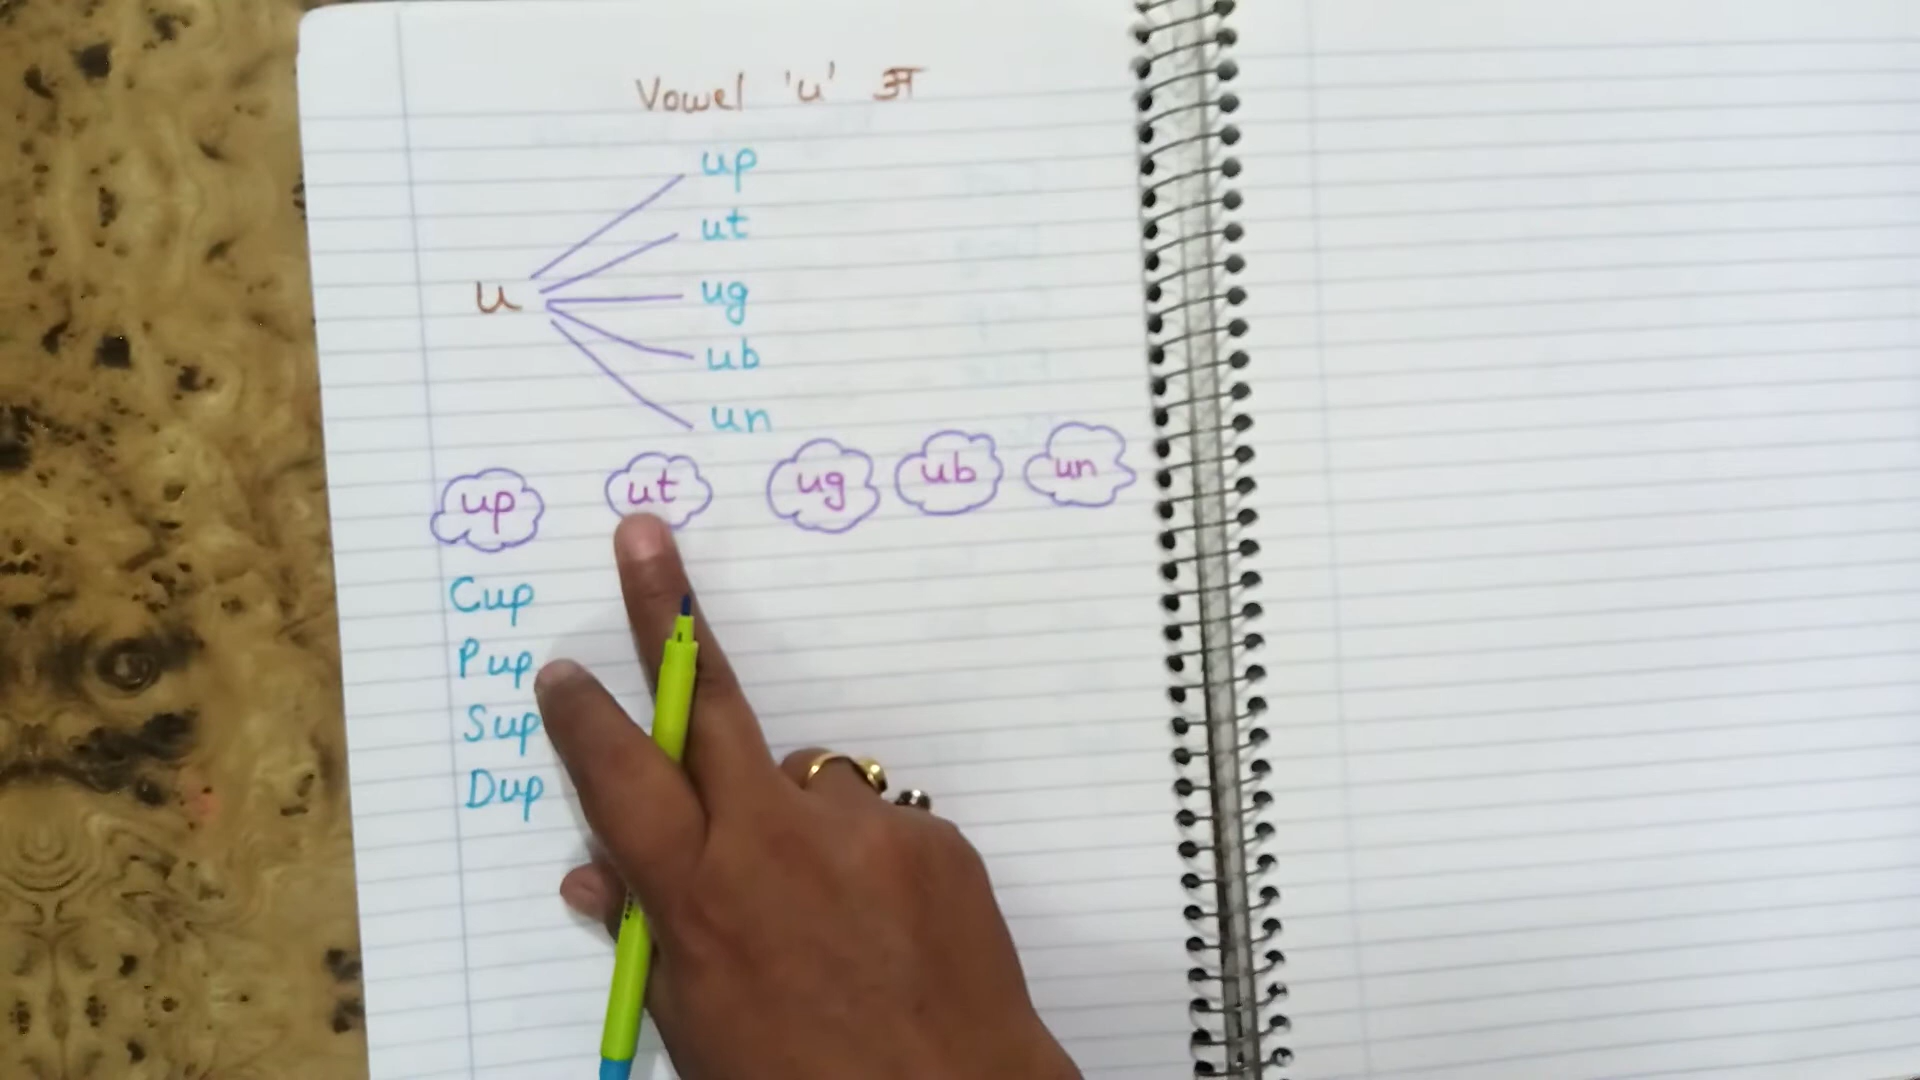 Vowel 'u' अ
up
ut
u ug
ub
un
up ut ug ub un
Cup
Pup
Sup
Dup